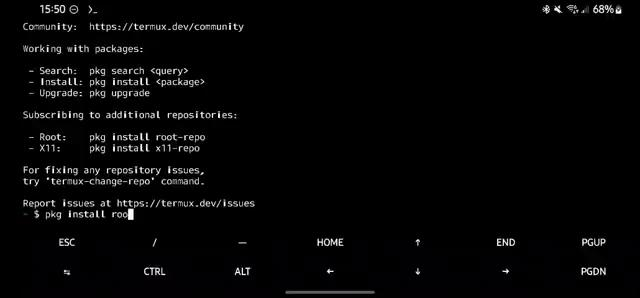 15:50
68%
Community: https://termux.dev/community
Working with packages:
- Search: pkg search <query>
- Install: pkg install <package>
- Upgrade: pkg upgrade
Subscribing to additional repositories:
- Root: pkg install root-repo
- X11: pkg install x11-repo
For fixing any repository issues,
try 'termux-change-repo' command.
Report issues at https://termux.dev/issues
~ $ pkg install roo
ESC / — HOME ↑ END PGUP
↹ CTRL ALT ← ↓ → PGDN